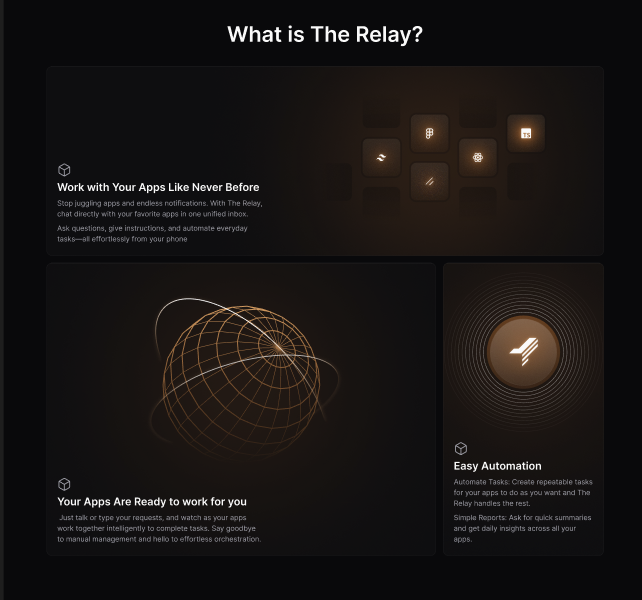 What is The Relay?
TS
Work with Your Apps Like Never Before
Stop juggling apps and endless notifications. With The Relay,
chat directly with your favorite apps in one unified inbox.
Ask questions, give instructions, and automate everyday
tasks—all effortlessly from your phone
Your Apps Are Ready to work for you
Just talk or type your requests, and watch as your apps
work together intelligently to complete tasks. Say goodbye
to manual management and hello to effortless orchestration.
Easy Automation
Automate Tasks: Create repeatable tasks
for your apps to do as you want and The
Relay handles the rest.
Simple Reports: Ask for quick summaries
and get daily insights across all your
apps.